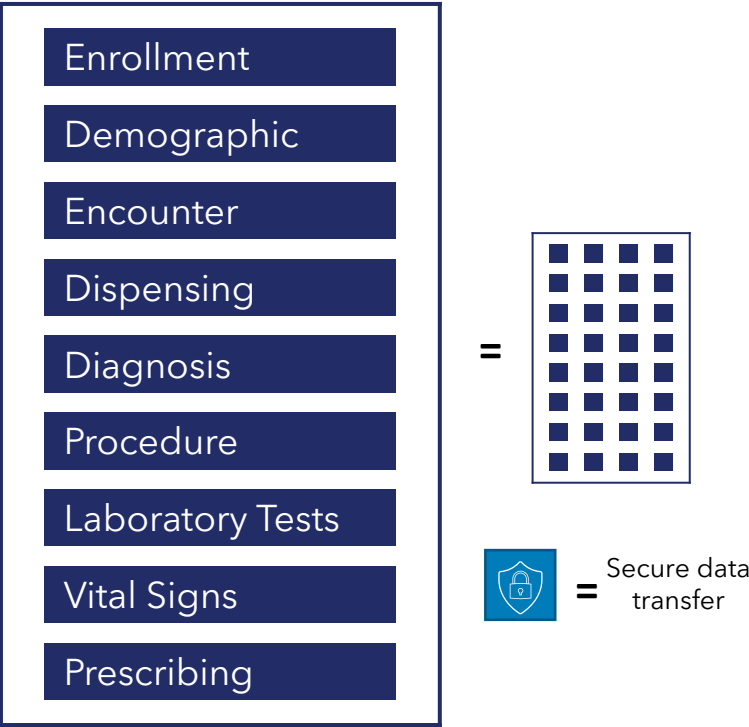 Enrollment
Demographic
Encounter
Dispensing
Diagnosis
Procedure
Laboratory Tests
Vital Signs
Prescribing
=
= Secure data
transfer